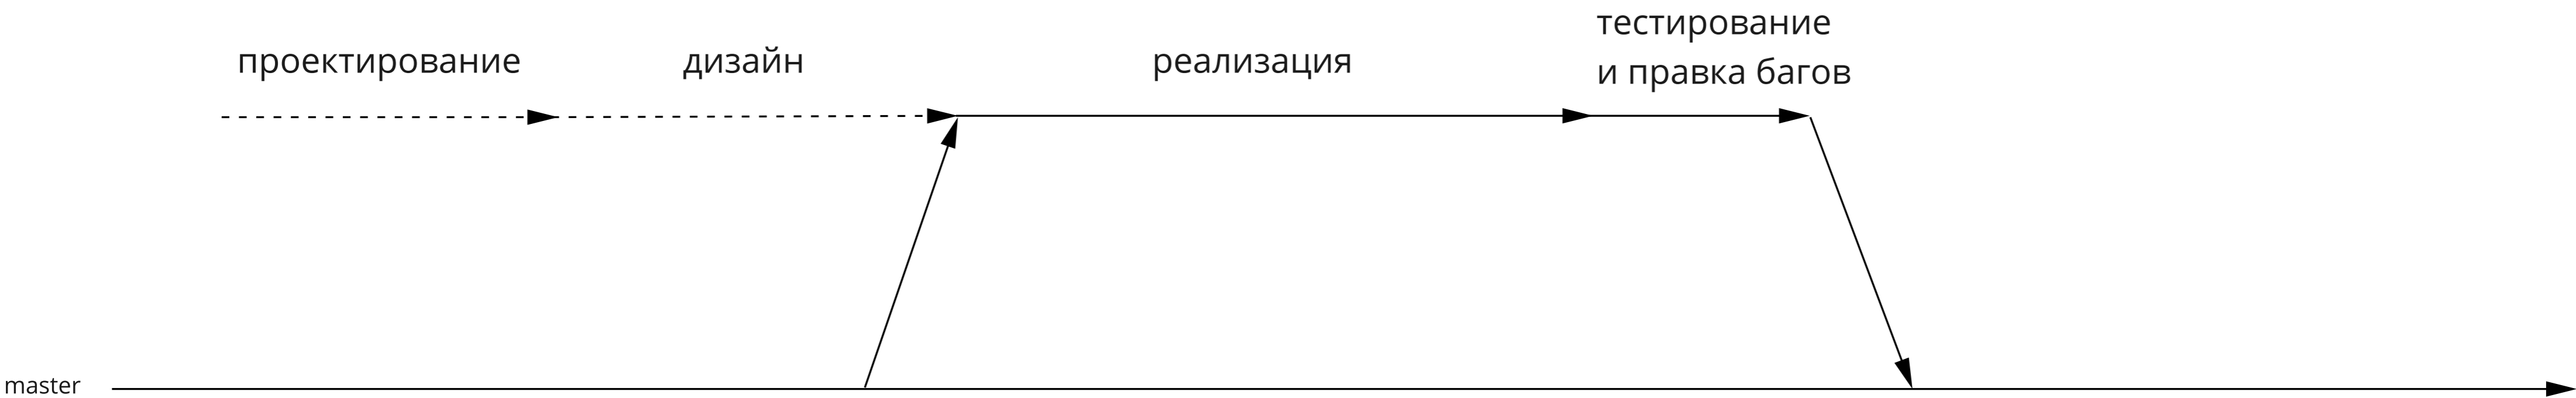 проектирование
дизайн
реализация
тестирование
и правка багов
master